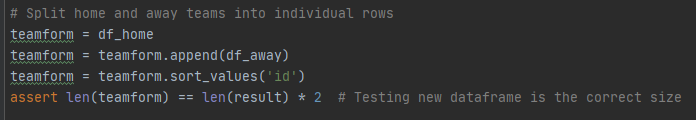 # Split home and away teams into individual rows
teamform = df_home
teamform = teamform.append(df_away)
teamform = teamform.sort_values('id')
assert len(teamform) == len(result) * 2  # Testing new dataframe is the correct size